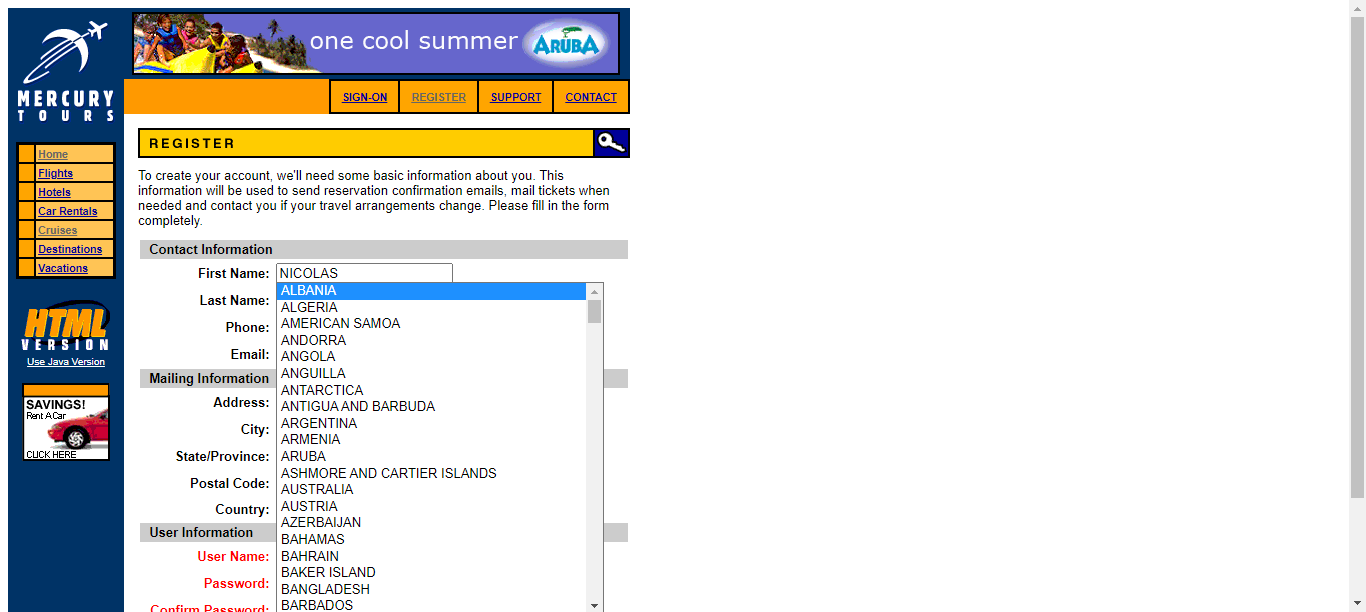 one cool summer
ARUBA
MERCURY
TOURS
SIGN-ON
REGISTER
SUPPORT
CONTACT
Home
Flights
Hotels
Car Rentals
Cruises
Destinations
Vacations
HTML
VERSION
Use Java Version
SAVINGS!
Rent A Car
CLICK HERE
REGISTER
To create your account, we'll need some basic information about you. This
information will be used to send reservation confirmation emails, mail tickets when
needed and contact you if your travel arrangements change. Please fill in the form
completely.
Contact Information
First Name: NICOLAS
Last Name:
Phone:
Email:
Mailing Information
Address:
City:
State/Province:
Postal Code:
Country:
User Information
User Name:
Password:
Confirm Password:
ALBANIA
ALGERIA
AMERICAN SAMOA
ANDORRA
ANGOLA
ANGUILLA
ANTARCTICA
ANTIGUA AND BARBUDA
ARGENTINA
ARMENIA
ARUBA
ASHMORE AND CARTIER ISLANDS
AUSTRALIA
AUSTRIA
AZERBAIJAN
BAHAMAS
BAHRAIN
BAKER ISLAND
BANGLADESH
BARBADOS